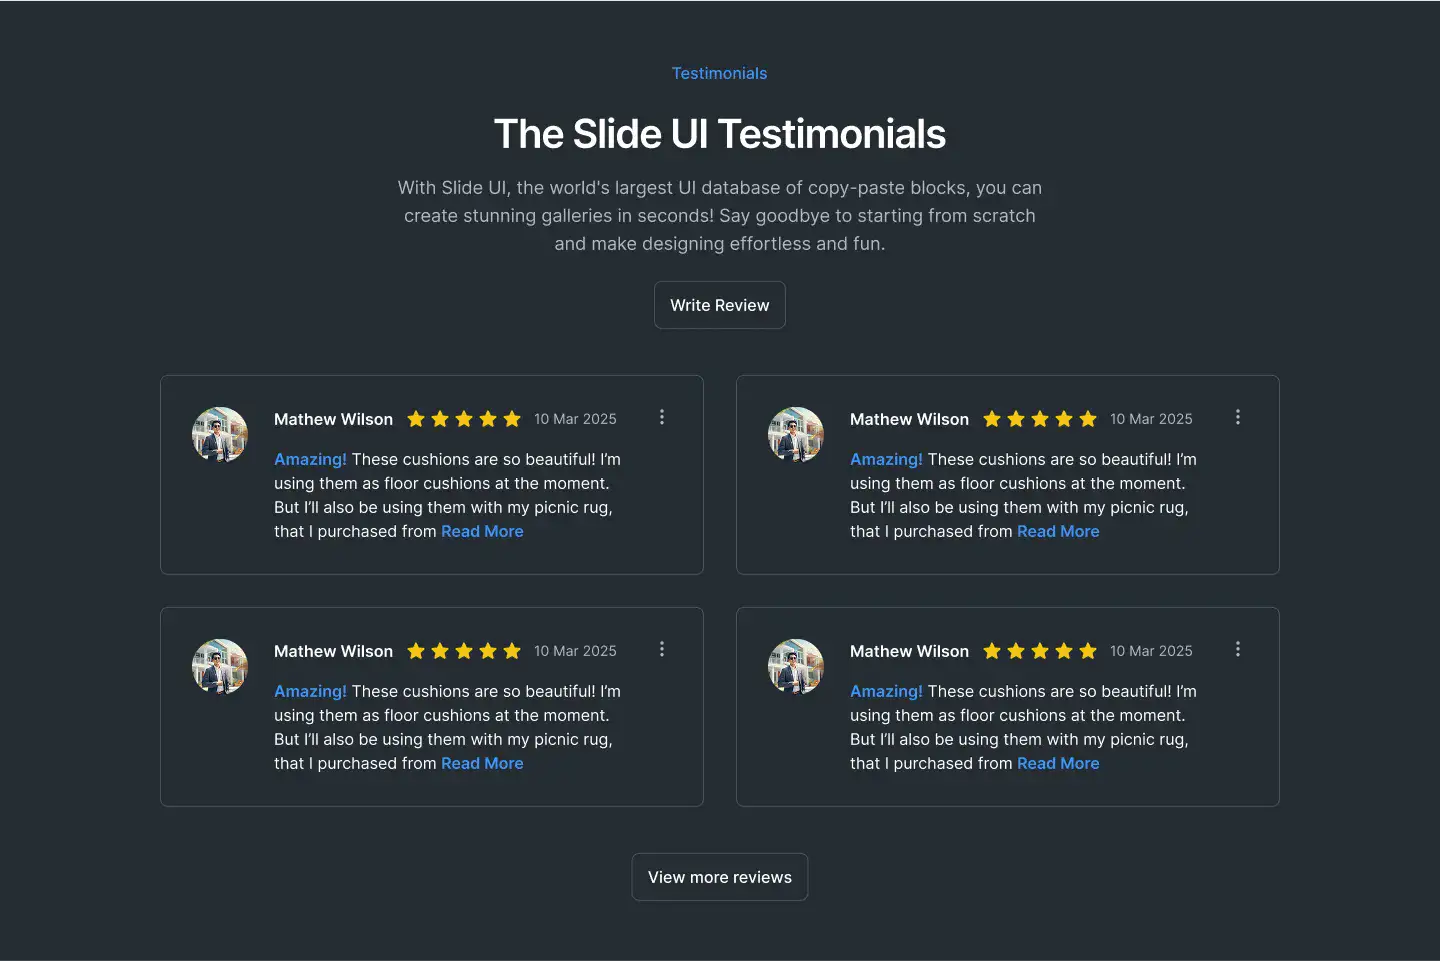 Testimonials
The Slide UI Testimonials
With Slide UI, the world's largest UI database of copy-paste blocks, you can
create stunning galleries in seconds! Say goodbye to starting from scratch
and make designing effortless and fun.
Write Review
Mathew Wilson 10 Mar 2025
Amazing! These cushions are so beautiful! I’m
using them as floor cushions at the moment.
But I’ll also be using them with my picnic rug,
that I purchased from Read More
Mathew Wilson 10 Mar 2025
Amazing! These cushions are so beautiful! I’m
using them as floor cushions at the moment.
But I’ll also be using them with my picnic rug,
that I purchased from Read More
Mathew Wilson 10 Mar 2025
Amazing! These cushions are so beautiful! I’m
using them as floor cushions at the moment.
But I’ll also be using them with my picnic rug,
that I purchased from Read More
Mathew Wilson 10 Mar 2025
Amazing! These cushions are so beautiful! I’m
using them as floor cushions at the moment.
But I’ll also be using them with my picnic rug,
that I purchased from Read More
View more reviews